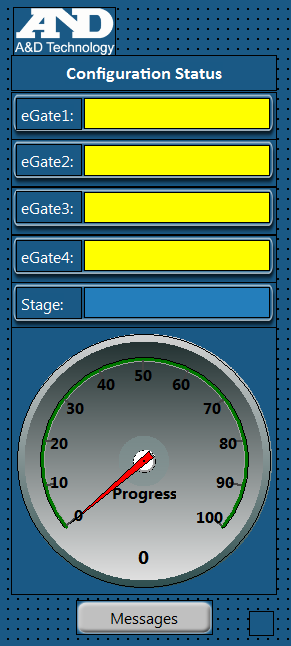 AND
A&D Technology
Configuration Status
eGate1:
eGate2:
eGate3:
eGate4:
Stage:
50
40
60
30
70
20
80
10
90
0
100
Progress
0
Messages